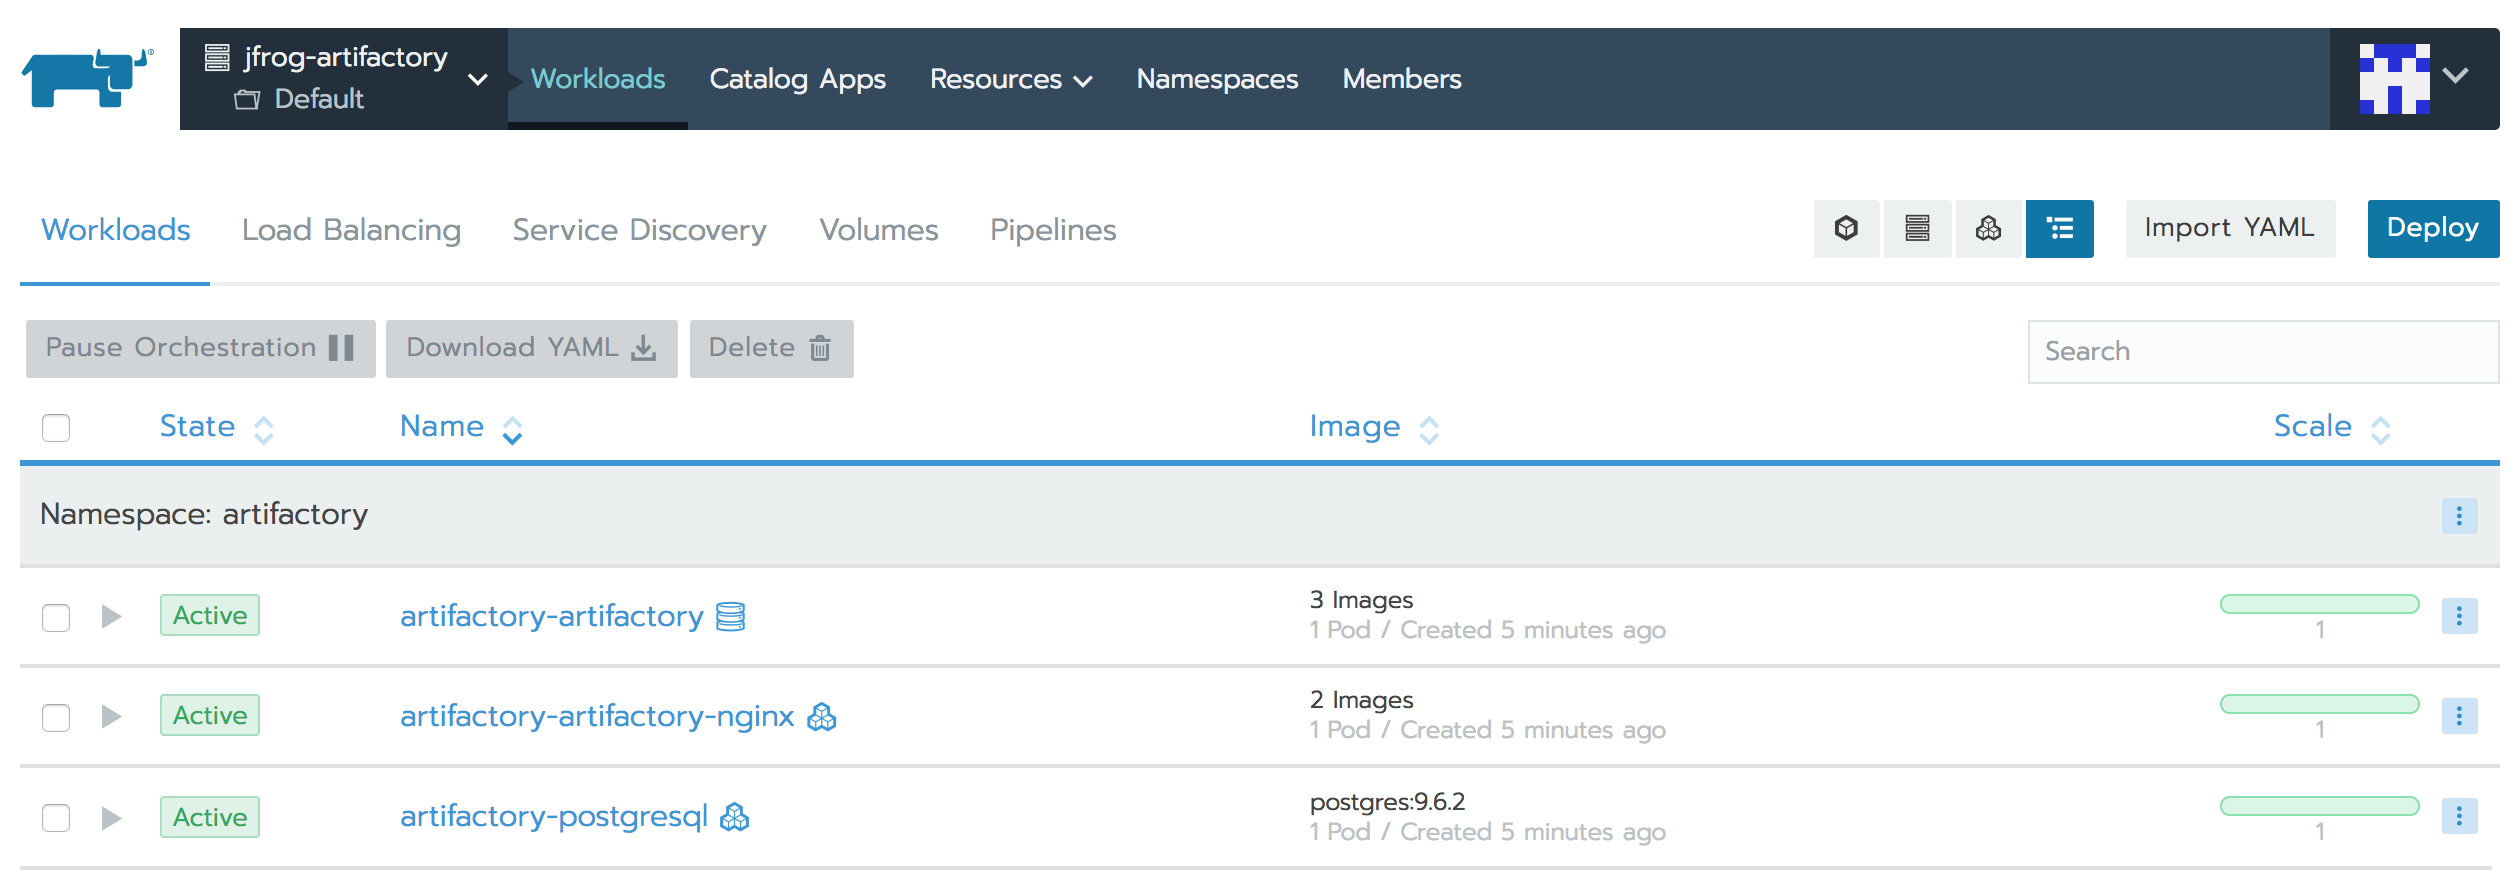 jfrog-artifactory
Default
Workloads Catalog Apps Resources Namespaces Members
Workloads Load Balancing Service Discovery Volumes Pipelines Import YAML Deploy
Pause Orchestration Download YAML Delete Search
State Name Image Scale
Namespace: artifactory
Active artifactory-artifactory 3 Images
1 Pod / Created 5 minutes ago 1
Active artifactory-artifactory-nginx 2 Images
1 Pod / Created 5 minutes ago 1
Active artifactory-postgresql postgres:9.6.2
1 Pod / Created 5 minutes ago 1